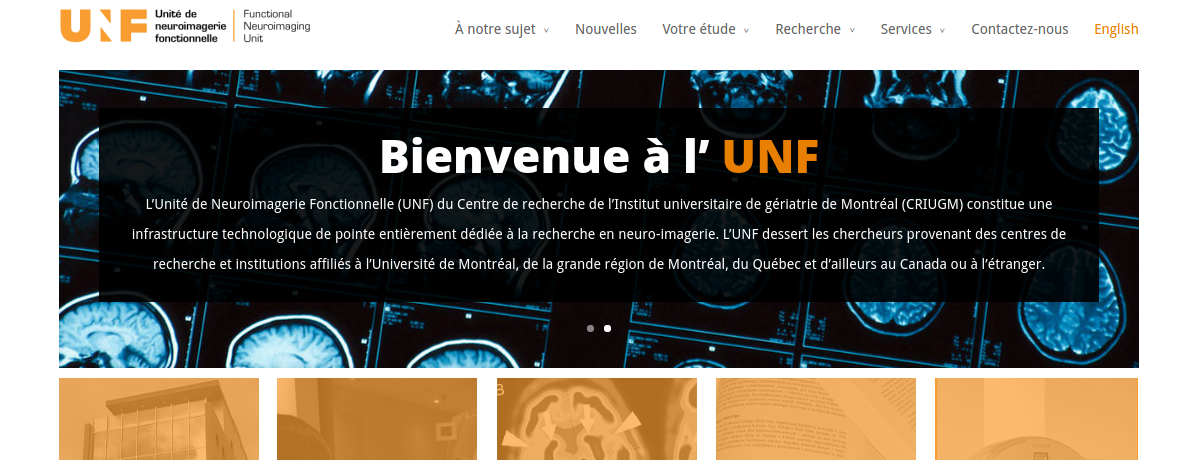 UNF
Unité de
neuroimagerie
fonctionnelle
Functional
Neuroimaging
Unit
À notre sujet
Nouvelles
Votre étude
Recherche
Services
Contactez-nous
English
Bienvenue à l’ UNF
L’Unité de Neuroimagerie Fonctionnelle (UNF) du Centre de recherche de l’Institut universitaire de gériatrie de Montréal (CRIUGM) constitue une
infrastructure technologique de pointe entièrement dédiée à la recherche en neuro-imagerie. L’UNF dessert les chercheurs provenant des centres de
recherche et institutions affiliés à l’Université de Montréal, de la grande région de Montréal, du Québec et d’ailleurs au Canada ou à l’étranger.